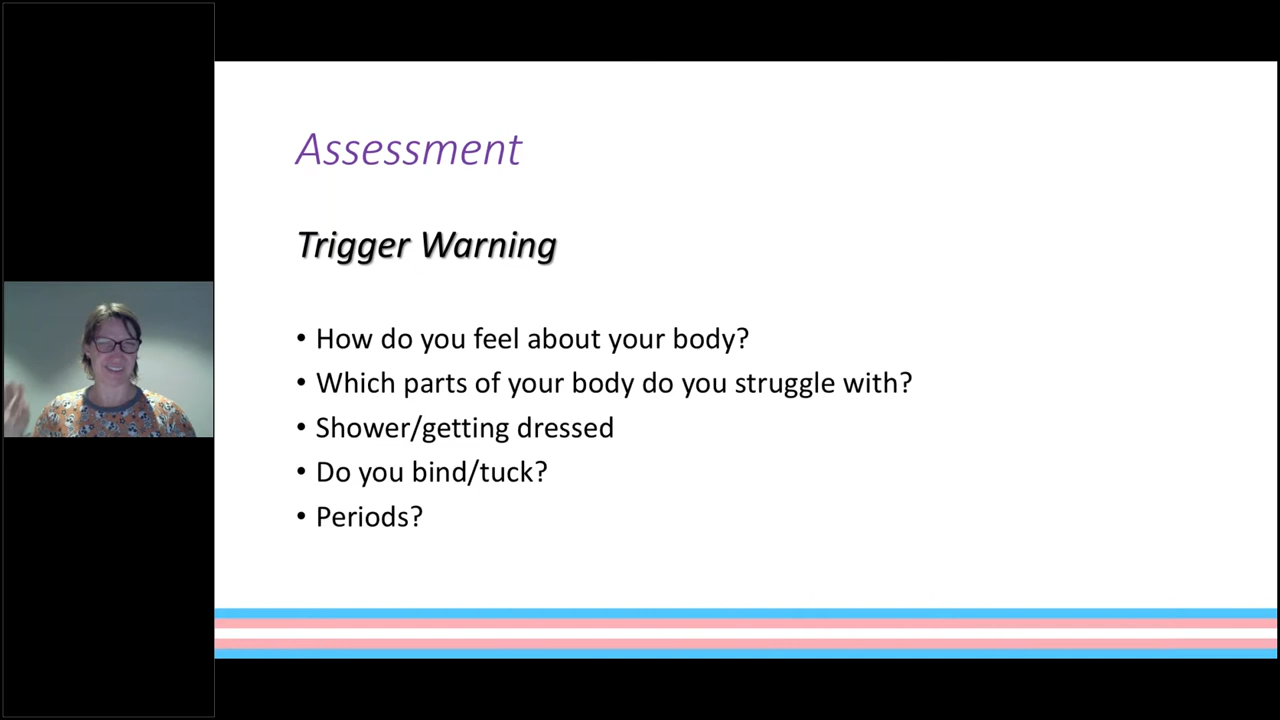 Assessment
Trigger Warning
• How do you feel about your body?
• Which parts of your body do you struggle with?
• Shower/getting dressed
• Do you bind/tuck?
• Periods?